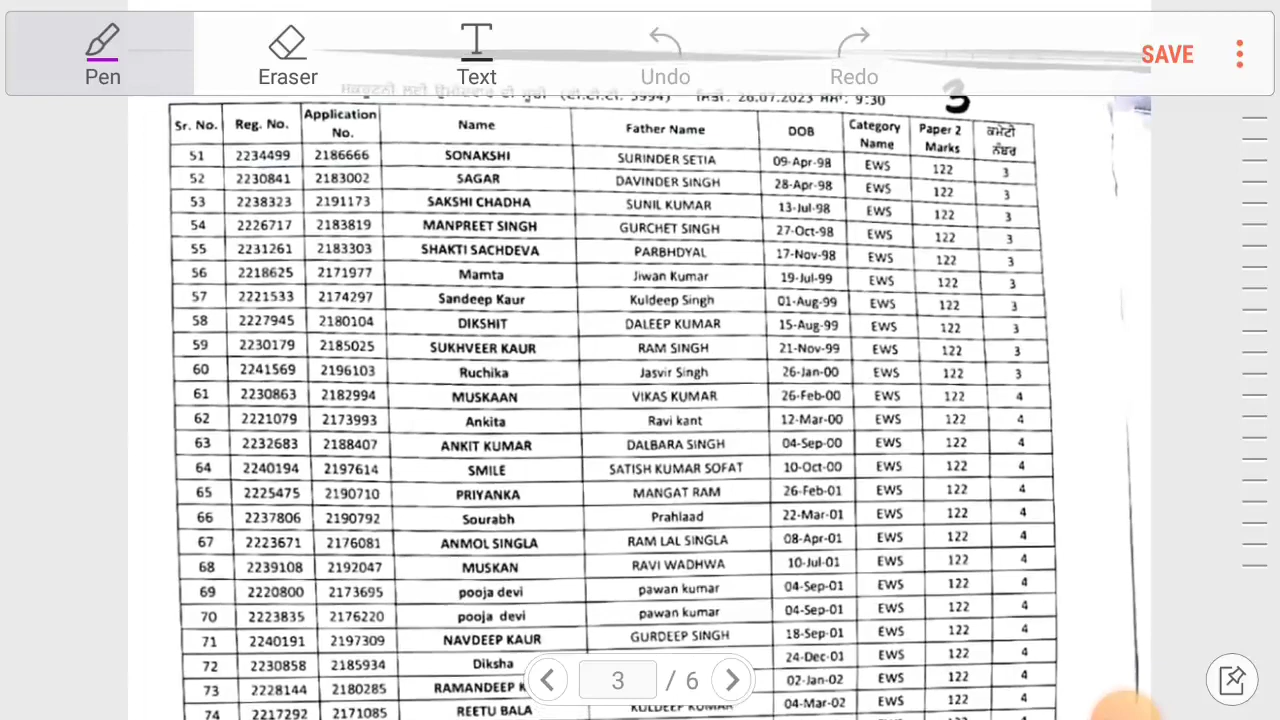 Pen Eraser Text Undo Redo SAVE
ਲਈ ਦੀ ਸੂਚੀ (ਈ.ਟੀ.ਟੀ. 5994) ਮਿਤੀ: 26.07.2023 ਸਮਾਂ: 9:30 3
Sr. No. Reg. No. Application No. Name Father Name DOB Category Name Paper 2 Marks ਕਮੇਟੀ ਨੰਬਰ
51 2234499 2186666 SONAKSHI SURINDER SETIA 09-Apr-98 EWS 122 3
52 2230841 2183002 SAGAR DAVINDER SINGH 28-Apr-98 EWS 122 3
53 2238323 2191173 SAKSHI CHADHA SUNIL KUMAR 13-Jul-98 EWS 122 3
54 2226717 2183819 MANPREET SINGH GURCHET SINGH 27-Oct-98 EWS 122 3
55 2231261 2183303 SHAKTI SACHDEVA PARBHDYAL 17-Nov-98 EWS 122 3
56 2218625 2171977 Mamta Jiwan Kumar 19-Jul-99 EWS 122 3
57 2221533 2174297 Sandeep Kaur Kuldeep Singh 01-Aug-99 EWS 122 3
58 2227945 2180104 DIKSHIT DALEEP KUMAR 15-Aug-99 EWS 122 3
59 2230179 2185025 SUKHVEER KAUR RAM SINGH 21-Nov-99 EWS 122 3
60 2241569 2196103 Ruchika Jasvir Singh 26-Jan-00 EWS 122 3
61 2230863 2182994 MUSKAAN VIKAS KUMAR 26-Feb-00 EWS 122 4
62 2221079 2173993 Ankita Ravi kant 12-Mar-00 EWS 122 4
63 2232683 2188407 ANKIT KUMAR DALBARA SINGH 04-Sep-00 EWS 122 4
64 2240194 2197614 SMILE SATISH KUMAR SOFAT 10-Oct-00 EWS 122 4
65 2225475 2190710 PRIYANKA MANGAT RAM 26-Feb-01 EWS 122 4
66 2237806 2190792 Sourabh Prahlaad 22-Mar-01 EWS 122 4
67 2223671 2176081 ANMOL SINGLA RAM LAL SINGLA 08-Apr-01 EWS 122 4
68 2239108 2192047 MUSKAN RAVI WADHWA 10-Jul-01 EWS 122 4
69 2220800 2173695 pooja devi pawan kumar 04-Sep-01 EWS 122 4
70 2223835 2176220 pooja devi pawan kumar 04-Sep-01 EWS 122 4
71 2240191 2197309 NAVDEEP KAUR GURDEEP SINGH 18-Sep-01 EWS 122 4
72 2230858 2185934 Diksha 24-Dec-01 EWS 122 4
73 2228144 2180285 RAMANDEEP 02-Jan-02 EWS 122 4
74 2217292 2171085 REETU BALA KULDEEP KUMAR 04-Mar-02 EWS 122 4
3 / 6